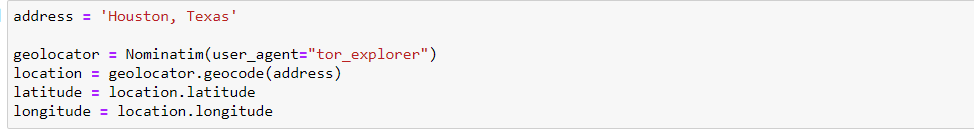 address = 'Houston, Texas'
geolocator = Nominatim(user_agent="tor_explorer")
location = geolocator.geocode(address)
latitude = location.latitude
longitude = location.longitude